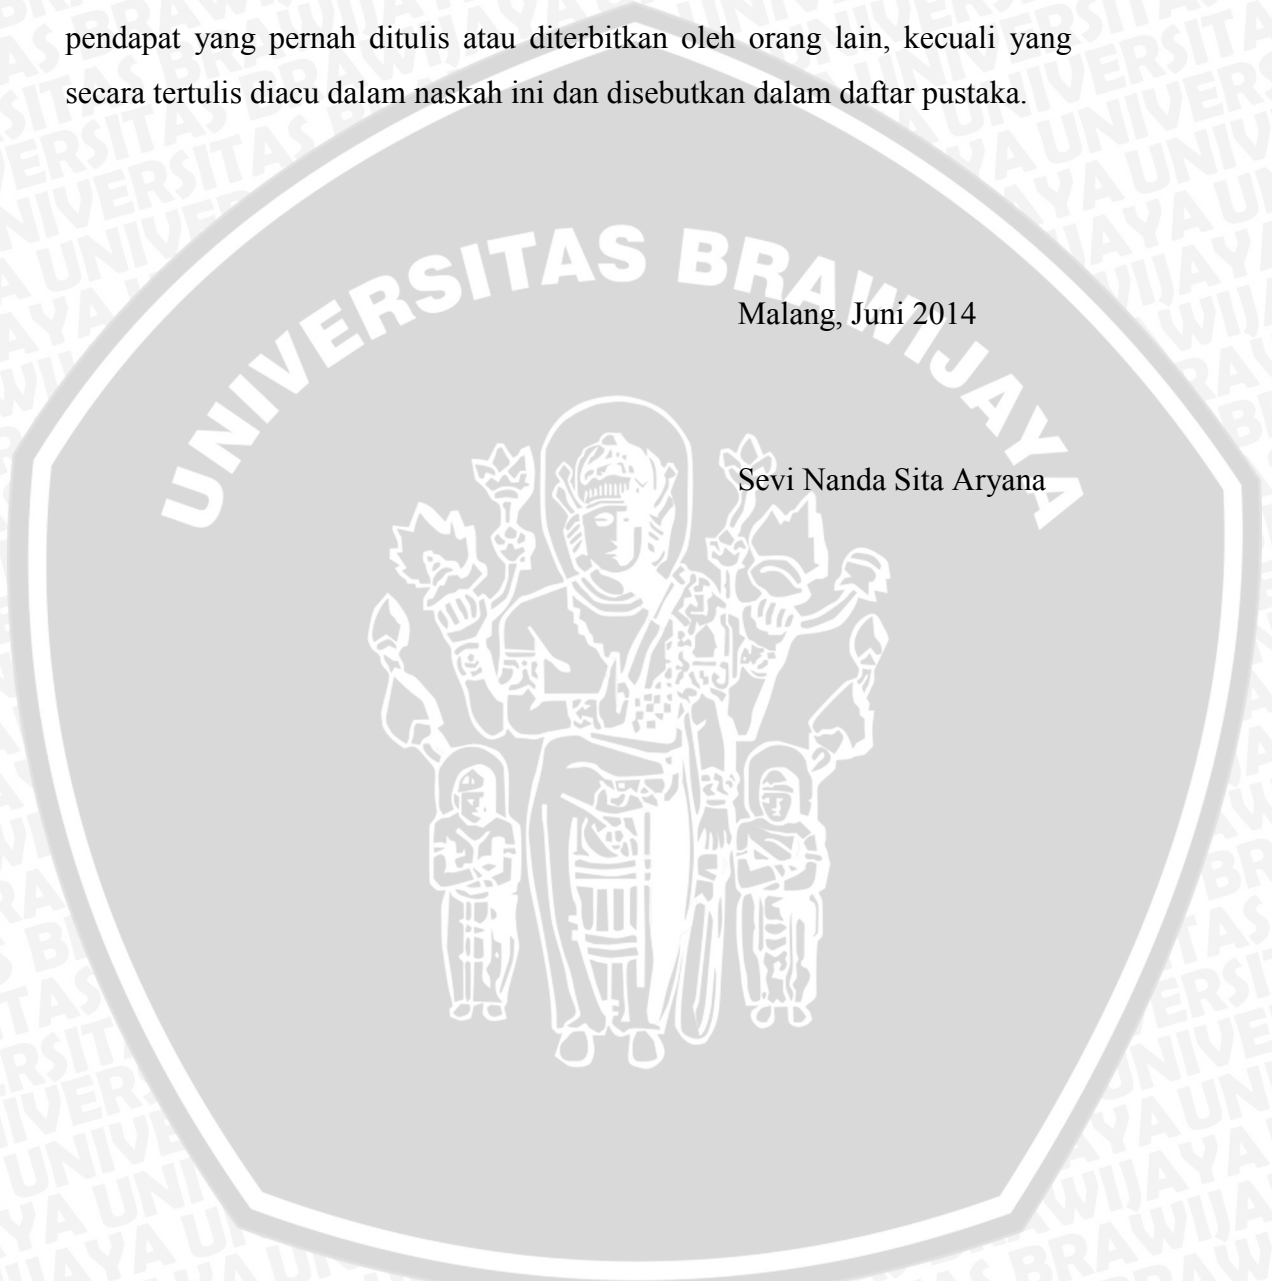 pendapat yang pernah ditulis atau diterbitkan oleh orang lain, kecuali yang
secara tertulis diacu dalam naskah ini dan disebutkan dalam daftar pustaka.
UNIVERSITAS BRAWIJAYA
Malang, Juni 2014
Sevi Nanda Sita Aryana